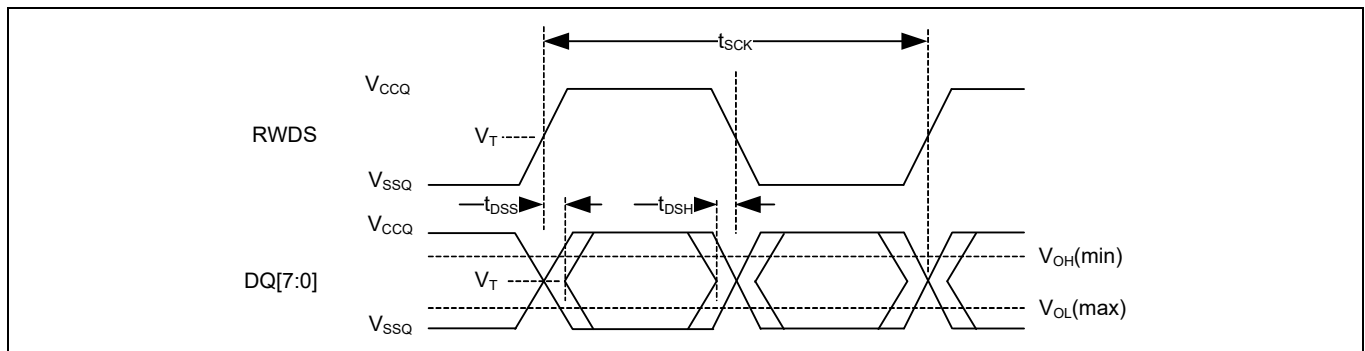 tSCK
VCCQ
RWDS
VT
VSSQ
tDSS
tDSH
VCCQ
VOH(min)
DQ[7:0]
VT
VOL(max)
VSSQ